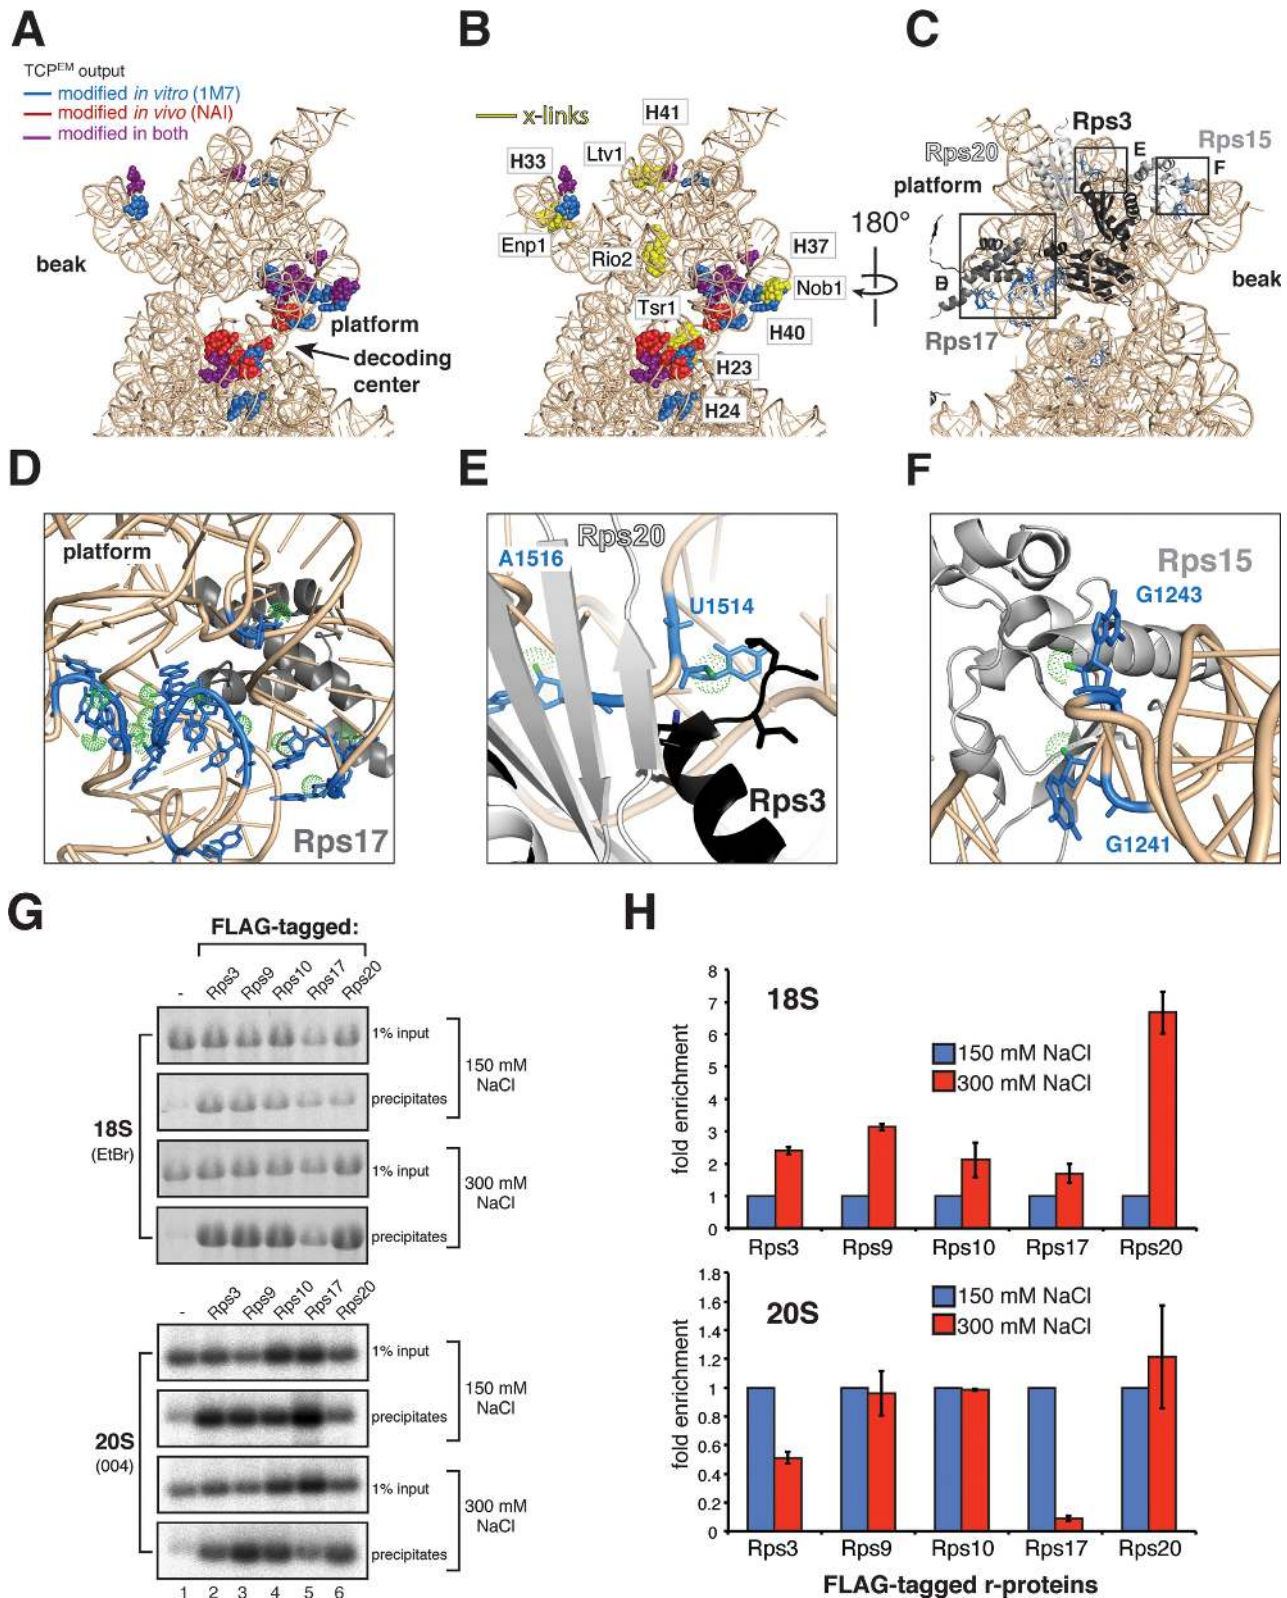 A
TCP^EM output
modified in vitro (1M7)
modified in vivo (NAI)
modified in both
beak
platform
decoding
center
B
x-links
H41
H33
Ltv1
Enp1
Rio2
H37
Nob1
Tsr1
H40
H23
H24
180°
C
Rps3
Rps20
E
Rps15
platform
F
D
beak
Rps17
D
platform
Rps17
E
Rps20
A1516
U1514
Rps3
F
Rps15
G1243
G1241
G
FLAG-tagged:
- Rps3 Rps9 Rps10 Rps17 Rps20
1% input
150 mM
NaCl
precipitates
18S
(EtBr)
1% input
300 mM
NaCl
precipitates
- Rps3 Rps9 Rps10 Rps17 Rps20
1% input
150 mM
NaCl
precipitates
20S
(004)
1% input
300 mM
NaCl
precipitates
1 2 3 4 5 6
H
8
7
6
5
4
3
2
1
0
fold enrichment
18S
150 mM NaCl
300 mM NaCl
Rps3 Rps9 Rps10 Rps17 Rps20
1.8
1.6
1.4
1.2
1
0.8
0.6
0.4
0.2
0
fold enrichment
20S
150 mM NaCl
300 mM NaCl
Rps3 Rps9 Rps10 Rps17 Rps20
FLAG-tagged r-proteins